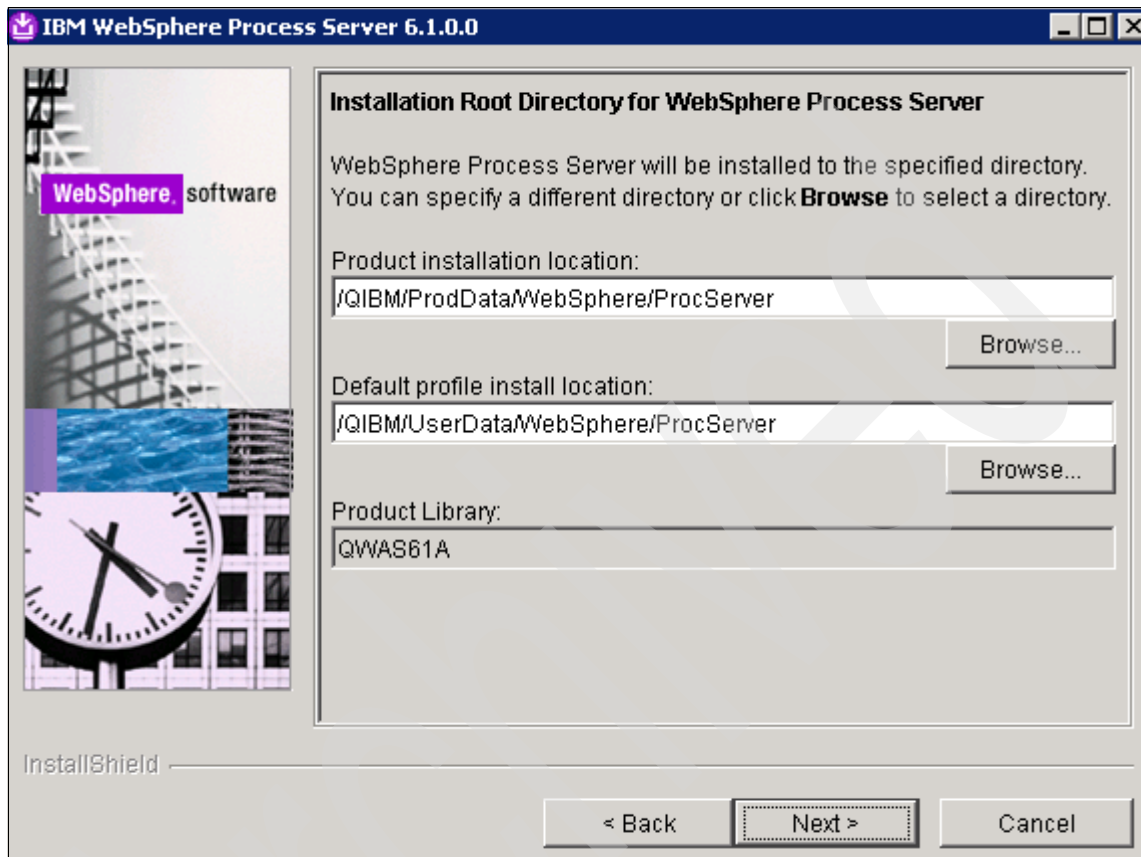 IBM WebSphere Process Server 6.1.0.0
WebSphere. software
Installation Root Directory for WebSphere Process Server
WebSphere Process Server will be installed to the specified directory.
You can specify a different directory or click Browse to select a directory.
Product installation location:
/QIBM/ProdData/WebSphere/ProcServer
Browse...
Default profile install location:
/QIBM/UserData/WebSphere/ProcServer
Browse...
Product Library:
QWAS61A
InstallShield
< Back Next > Cancel